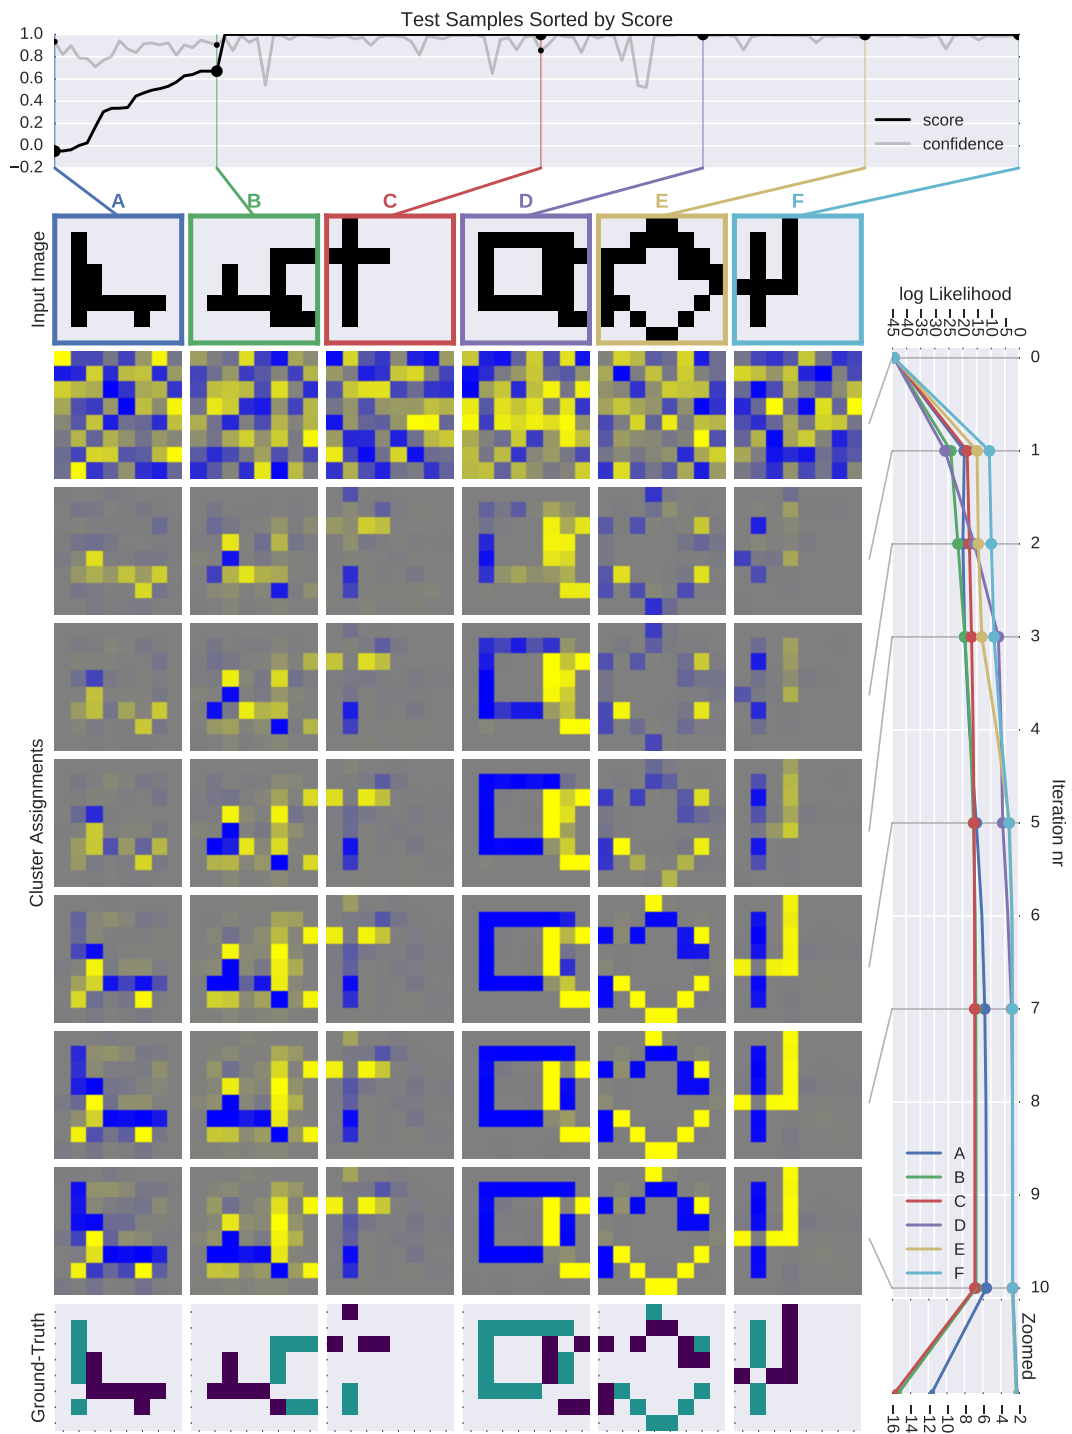 Test Samples Sorted by Score
1.0
0.8
0.6
0.4
0.2
0.0
−0.2
score
confidence
A B C D E F
Input Image
Cluster Assignments
Ground-Truth
log Likelihood
−45 −40 −35 −30 −25 −20 −15 −10 −5 0
0
1
2
3
4
5
6
7
8
9
10
Iteration nr
A
B
C
D
E
F
Zoomed
−16 −14 −12 −10 −8 −6 −4 −2